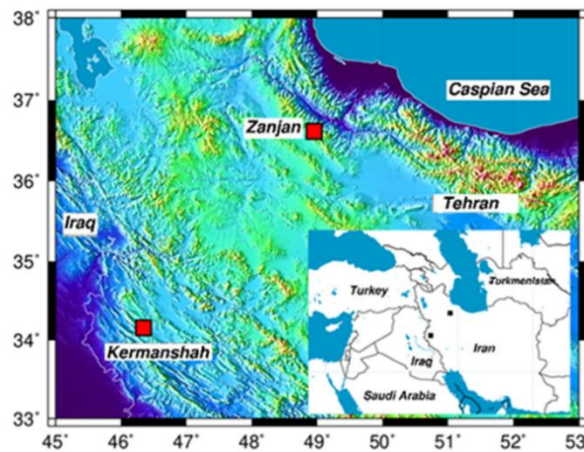 38˚
Caspian Sea
37˚
Zanjan
36˚
Tehran
Iraq
35˚
Turkey
Turkmenistan
34˚
Kermanshah
Iraq
Iran
Saudi Arabia
33˚
45˚ 46˚ 47˚ 48˚ 49˚ 50˚ 51˚ 52˚ 53˚